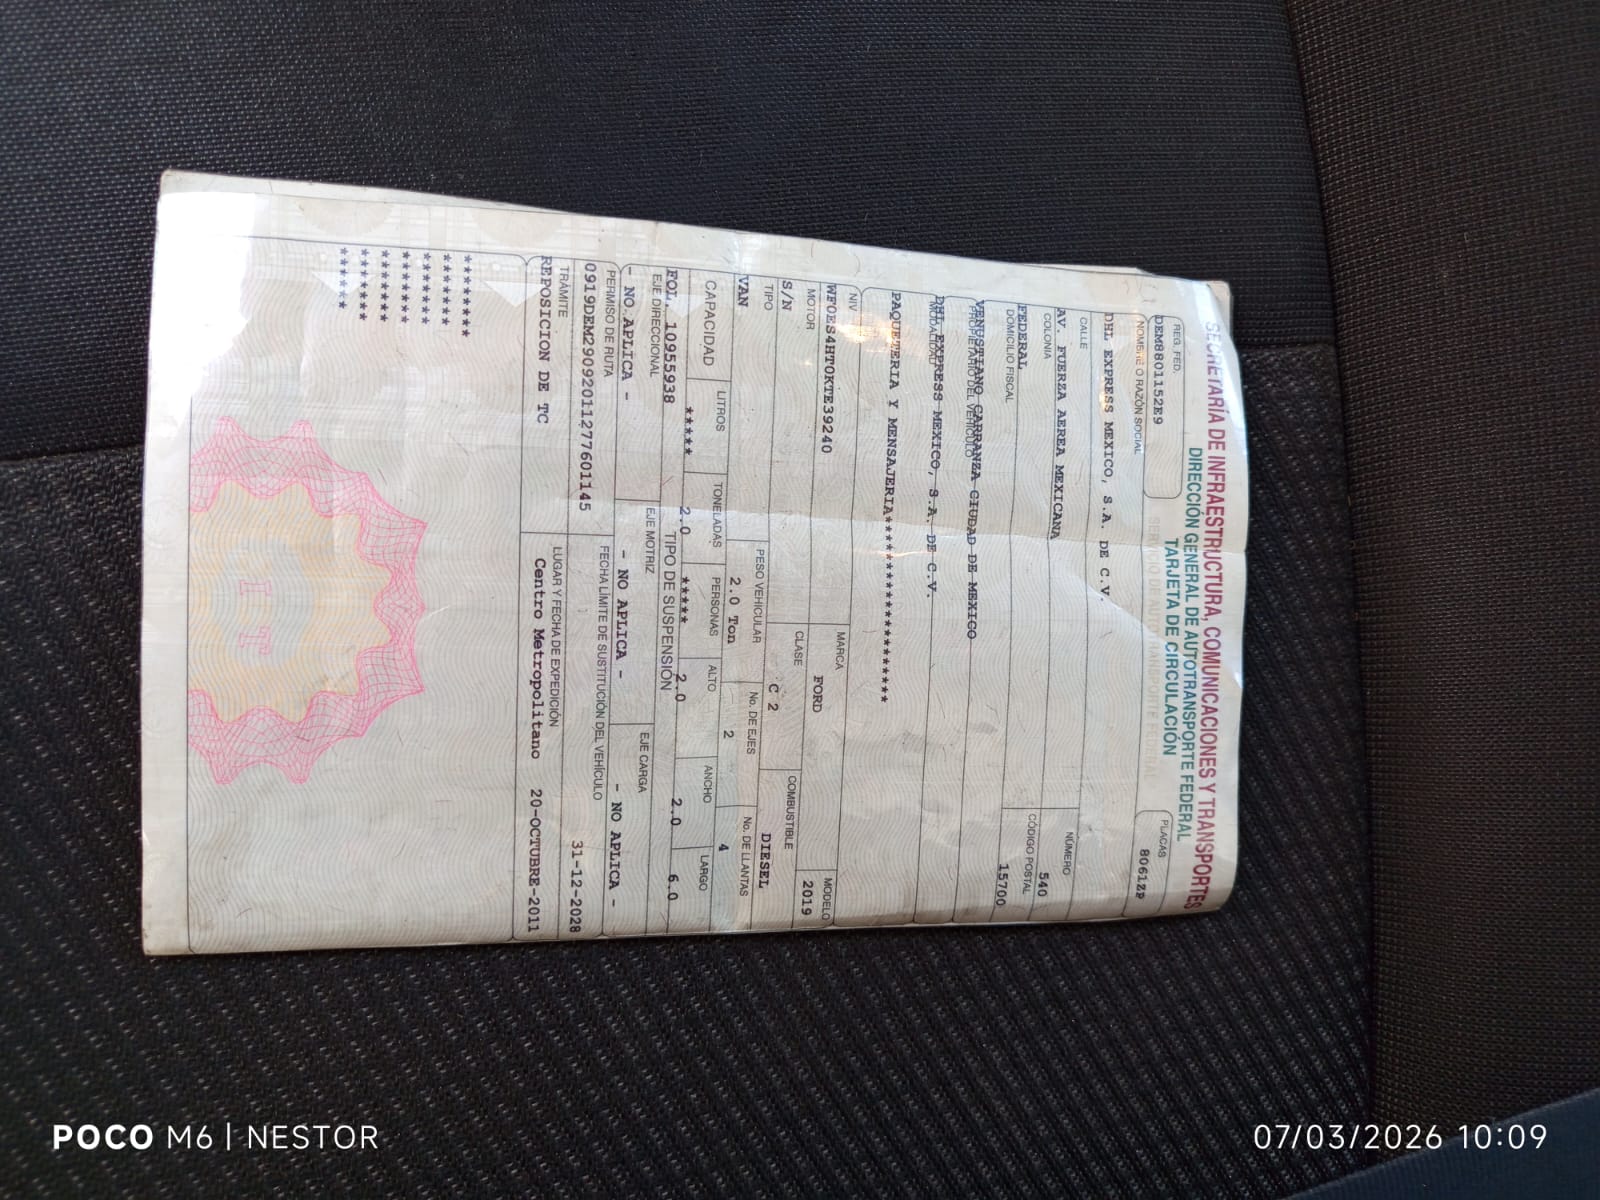 SECRETARÍA DE INFRAESTRUCTURA, COMUNICACIONES Y TRANSPORTES
DIRECCIÓN GENERAL DE AUTOTRANSPORTE FEDERAL
TARJETA DE CIRCULACIÓN
REG. FED. PLACAS
DEM8801152E9 8061ZP
NOMBRE O RAZÓN SOCIAL
DHL EXPRESS MEXICO, S.A. DE C.V.
CALLE NÚMERO
AV. FUERZA AEREA MEXICANA 540
COLONIA CÓDIGO POSTAL
FEDERAL 15700
DOMICILIO FISCAL
VENUSTIANO CARRANZA CIUDAD DE MEXICO
PROPIETARIO DEL VEHÍCULO
DHL EXPRESS MEXICO, S.A. DE C.V.
MODALIDAD
PAQUETERIA Y MENSAJERIA**************************
NIV MARCA MODELO
WF0ES4HT0KTE39240 FORD 2019
MOTOR CLASE COMBUSTIBLE
S/N C 2 DIESEL
TIPO PESO VEHICULAR No. DE EJES No. DE LLANTAS
VAN 2.0 Ton 2 4
CAPACIDAD LITROS TONELADAS PERSONAS ALTO ANCHO LARGO
***** 2.0 ***** 2.0 2.0 6.0
FOL. 10955938 TIPO DE SUSPENSIÓN
EJE DIRECCIONAL EJE MOTRIZ EJE CARGA
- NO APLICA - - NO APLICA - - NO APLICA -
PERMISO DE RUTA FECHA LÍMITE DE SUSTITUCIÓN DEL VEHÍCULO
0919DEM29092011277601145 31-12-2028
TRÁMITE LUGAR Y FECHA DE EXPEDICIÓN
REPOSICION DE TC Centro Metropolitano 20-OCTUBRE-2011
*********
********
********
********
********
********
*******
POCO M6 | NESTOR
07/03/2026 10:09